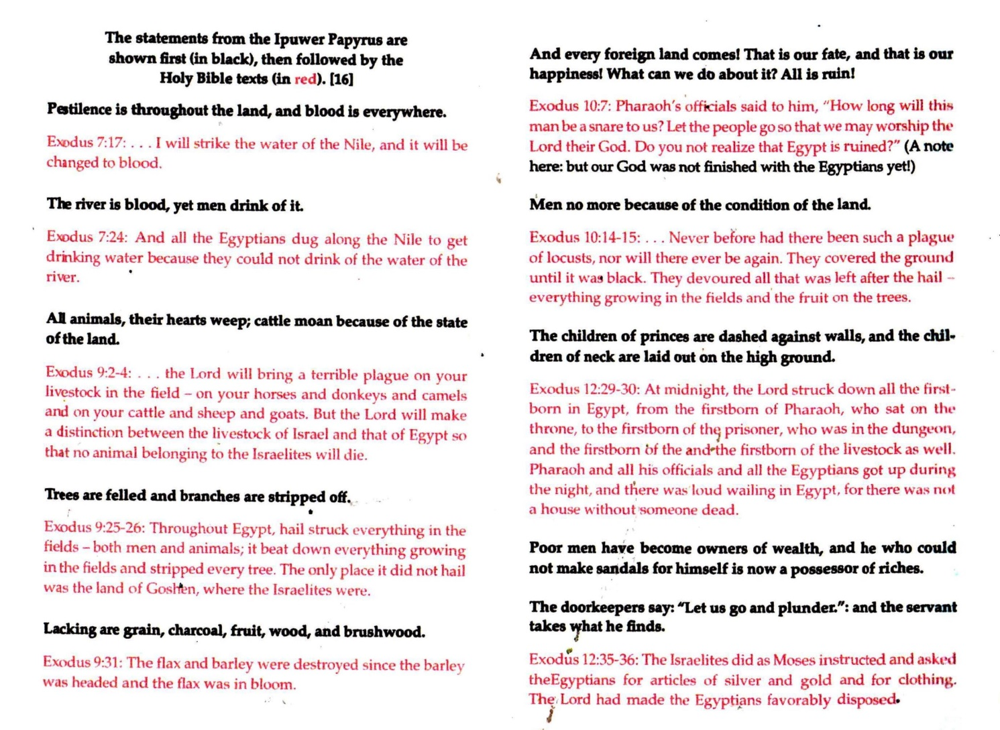 The statements from the Ipuwer Papyrus are
shown first (in black), then followed by the
Holy Bible texts (in red). [16]
Pestilence is throughout the land, and blood is everywhere.
Exodus 7:17: . . . I will strike the water of the Nile, and it will be
changed to blood.
The river is blood, yet men drink of it.
Exodus 7:24: And all the Egyptians dug along the Nile to get
drinking water because they could not drink of the water of the
river.
All animals, their hearts weep; cattle moan because of the state
of the land.
Exodus 9:2-4: . . . the Lord will bring a terrible plague on your
livestock in the field – on your horses and donkeys and camels
and on your cattle and sheep and goats. But the Lord will make
a distinction between the livestock of Israel and that of Egypt so
that no animal belonging to the Israelites will die.
Trees are felled and branches are stripped off.
Exodus 9:25-26: Throughout Egypt, hail struck everything in the
fields – both men and animals; it beat down everything growing
in the fields and stripped every tree. The only place it did not hail
was the land of Goshen, where the Israelites were.
Lacking are grain, charcoal, fruit, wood, and brushwood.
Exodus 9:31: The flax and barley were destroyed since the barley
was headed and the flax was in bloom.
And every foreign land comes! That is our fate, and that is our
happiness! What can we do about it? All is ruin!
Exodus 10:7: Pharaoh's officials said to him, "How long will this
man be a snare to us? Let the people go so that we may worship the
Lord their God. Do you not realize that Egypt is ruined?" (A note
here: but our God was not finished with the Egyptians yet!)
Men no more because of the condition of the land.
Exodus 10:14-15: . . . Never before had there been such a plague
of locusts, nor will there ever be again. They covered the ground
until it was black. They devoured all that was left after the hail –
everything growing in the fields and the fruit on the trees.
The children of princes are dashed against walls, and the chil-
dren of neck are laid out on the high ground.
Exodus 12:29-30: At midnight, the Lord struck down all the first-
born in Egypt, from the firstborn of Pharaoh, who sat on the
throne, to the firstborn of the prisoner, who was in the dungeon,
and the firstborn of the and the firstborn of the livestock as well.
Pharaoh and all his officials and all the Egyptians got up during
the night, and there was loud wailing in Egypt, for there was not
a house without someone dead.
Poor men have become owners of wealth, and he who could
not make sandals for himself is now a possessor of riches.
The doorkeepers say: "Let us go and plunder.": and the servant
takes what he finds.
Exodus 12:35-36: The Israelites did as Moses instructed and asked
theEgyptians for articles of silver and gold and for clothing.
The Lord had made the Egyptians favorably disposed.